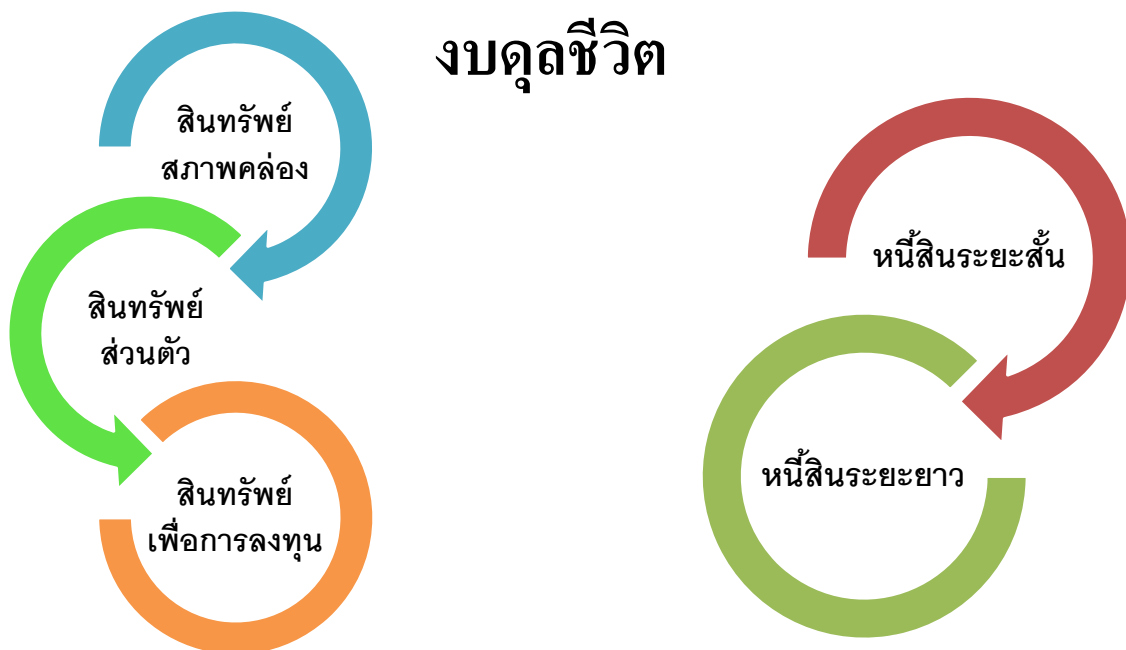 งบดุลชีวิต
สินทรัพย์
สภาพคล่อง
สินทรัพย์
ส่วนตัว
สินทรัพย์
เพื่อการลงทุน
หนี้สินระยะสั้น
หนี้สินระยะยาว